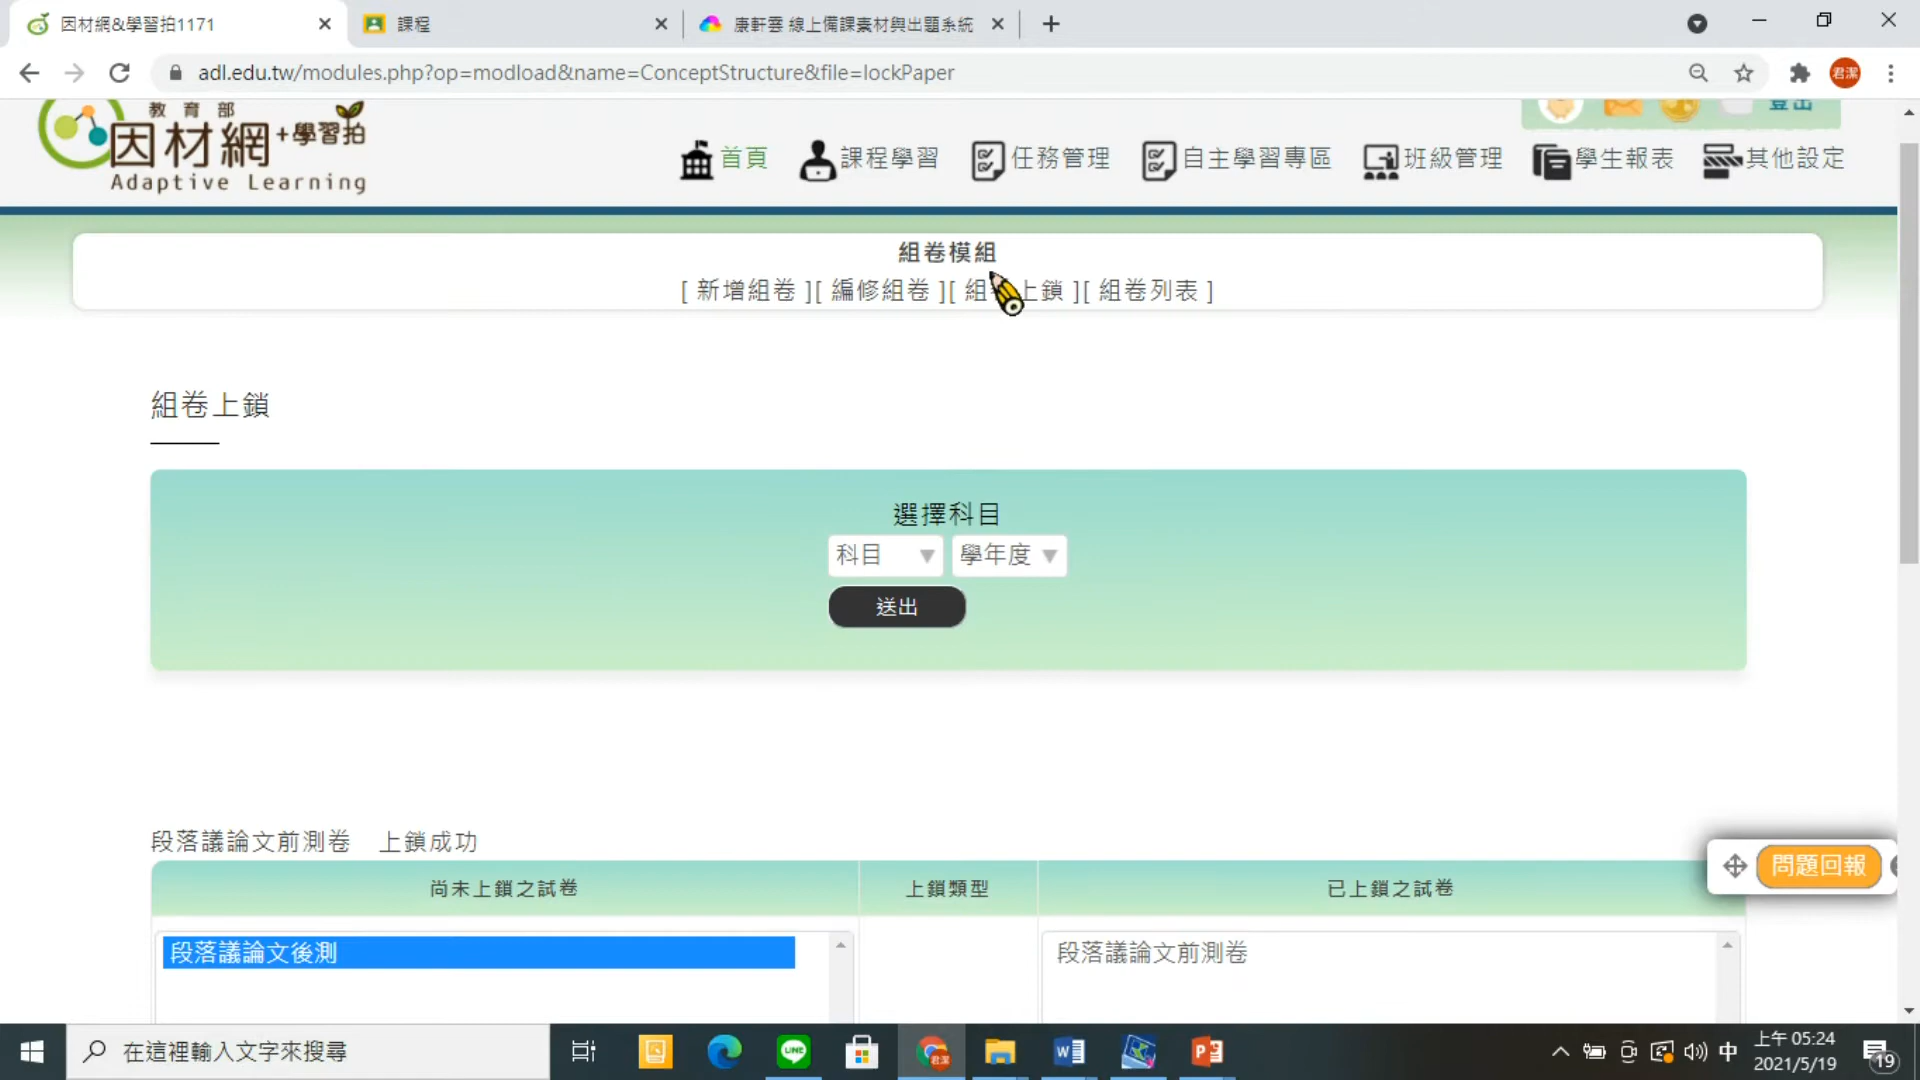 因材網&學習拍1171
課程
康軒雲 線上備課素材與出題系統
adl.edu.tw/modules.php?op=modload&name=ConceptStructure&file=lockPaper
君潔
教育部
因材網+學習拍
Adaptive Learning
登出
首頁
課程學習
任務管理
自主學習專區
班級管理
學生報表
其他設定
組卷模組
[ 新增組卷 ][ 編修組卷 ][ 組卷上鎖 ][ 組卷列表 ]
組卷上鎖
選擇科目
科目
學年度
送出
段落議論文前測卷 上鎖成功
問題回報
尚未上鎖之試卷
上鎖類型
已上鎖之試卷
段落議論文後測
段落議論文前測卷
在這裡輸入文字來搜尋
LINE
君潔
中
上午 05:24
2021/5/19
19